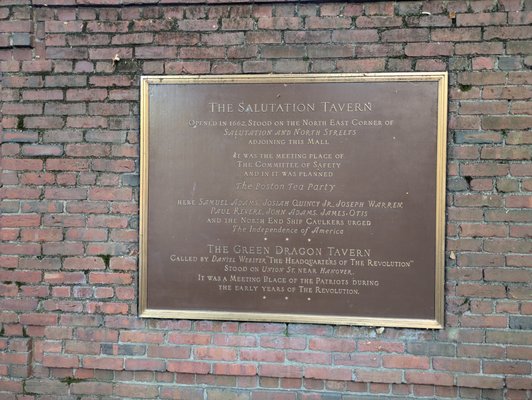 The Salutation Tavern
Opened in 1662, Stood on the North East Corner of
Salutation and North Streets
adjoining this Mall
It was the meeting place of
The Committee of Safety
and in it was planned
The Boston Tea Party
Here Samuel Adams, Josiah Quincy Jr, Joseph Warren,
Paul Revere, John Adams, James Otis
and the North End Ship Caulkers urged
The Independence of America
The Green Dragon Tavern
Called by Daniel Webster "The Headquarters of The Revolution"
Stood on Union St. near Hanover.
It was a Meeting Place of the Patriots during
the early years of The Revolution.